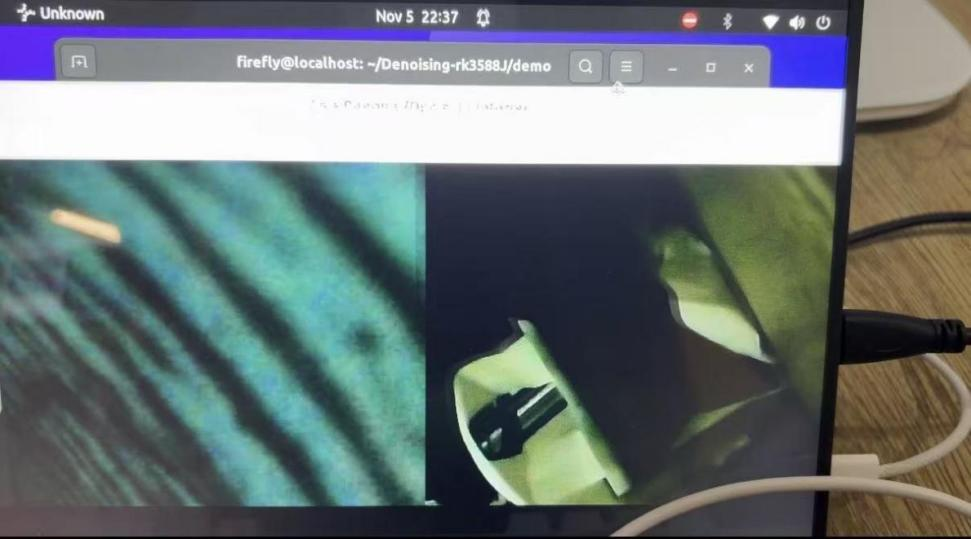 Unknown
Nov 5 22:37
firefly@localhost: ~/Denoising-rk3588J/demo